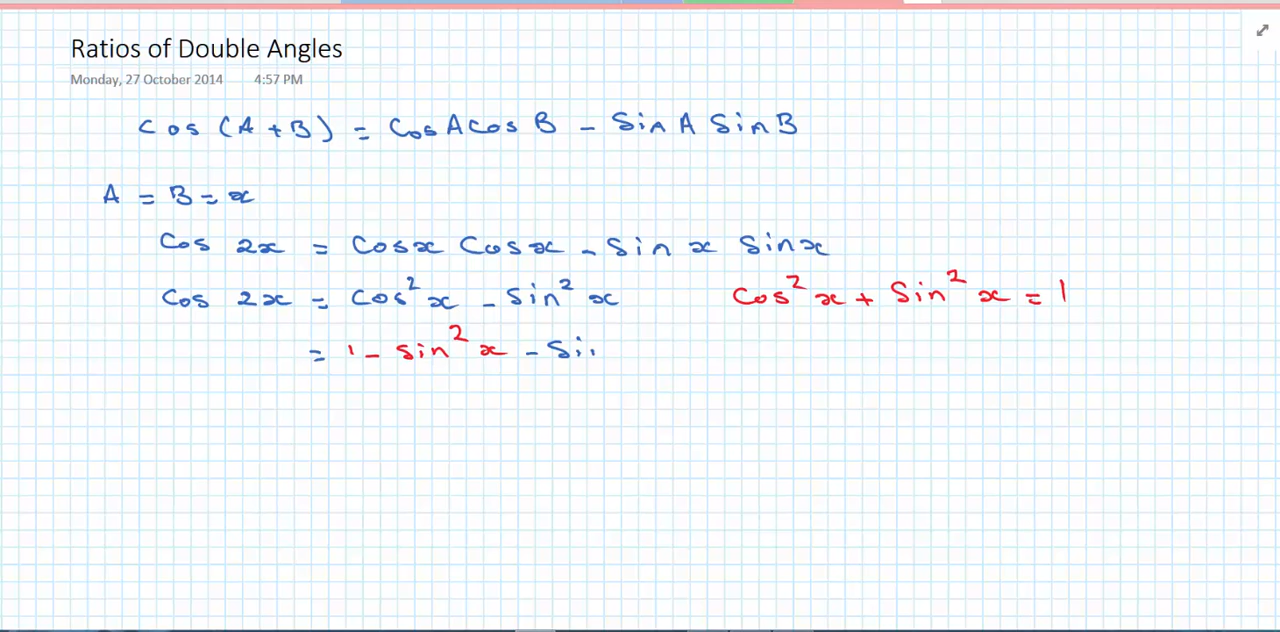 Ratios of Double Angles
Monday, 27 October 2014 4:57 PM
Cos (A + B) = Cos A Cos B - Sin A Sin B
A = B = x
Cos 2x = Cos x Cos x - Sin x Sin x
Cos 2x = Cos² x - Sin² x Cos² x + Sin² x = 1
= 1 - Sin² x - Sin